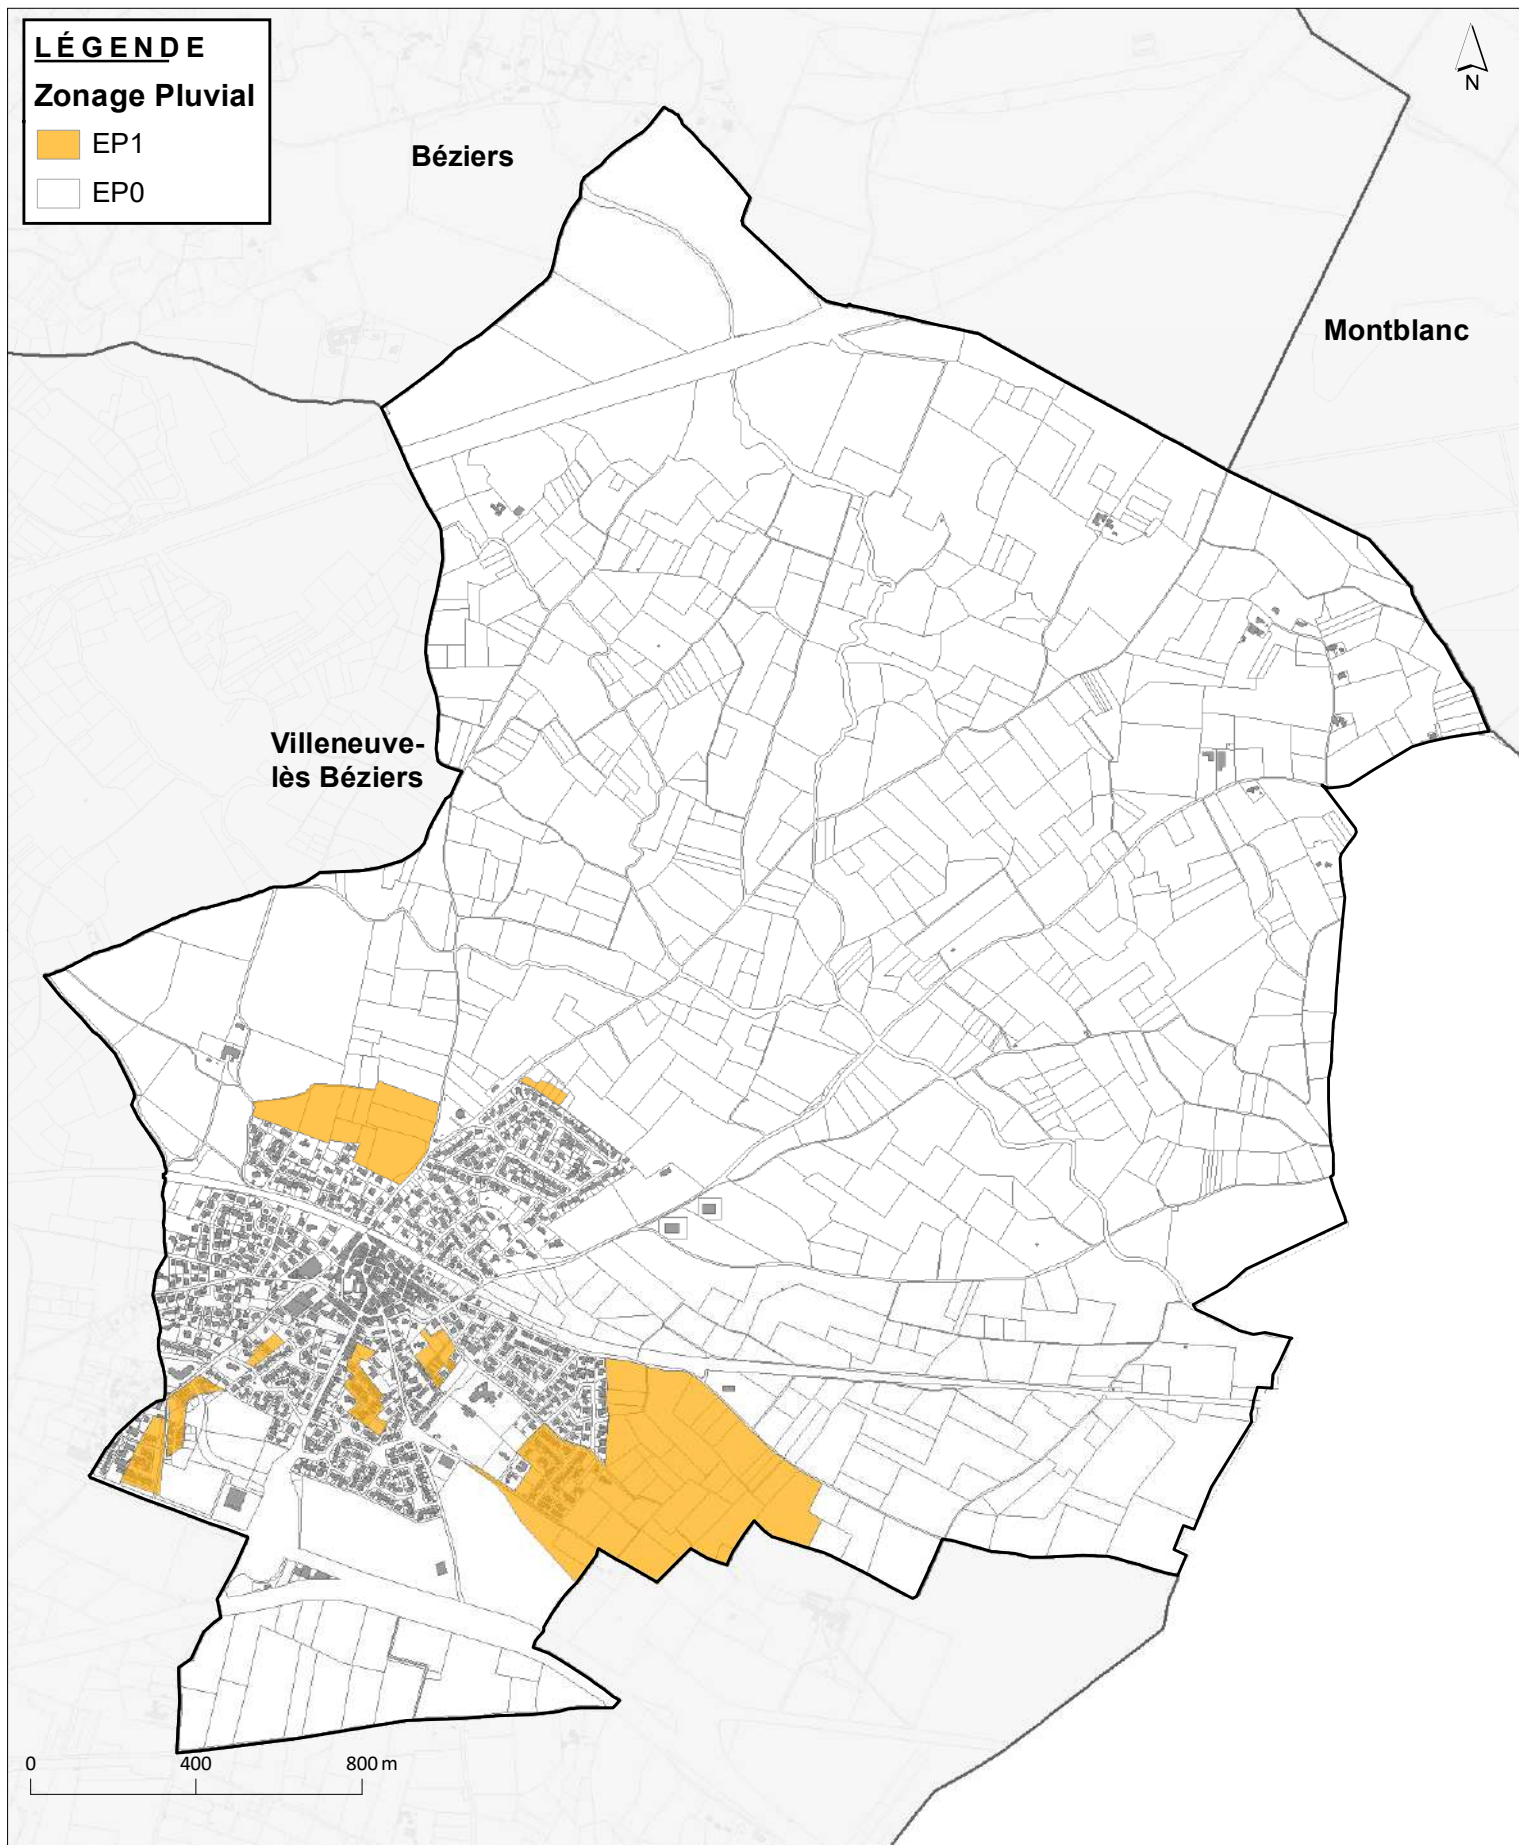 LÉGENDE
Zonage Pluvial
EP1
EP0
N
Béziers
Montblanc
Villeneuve-
lès Béziers
0 400 800 m